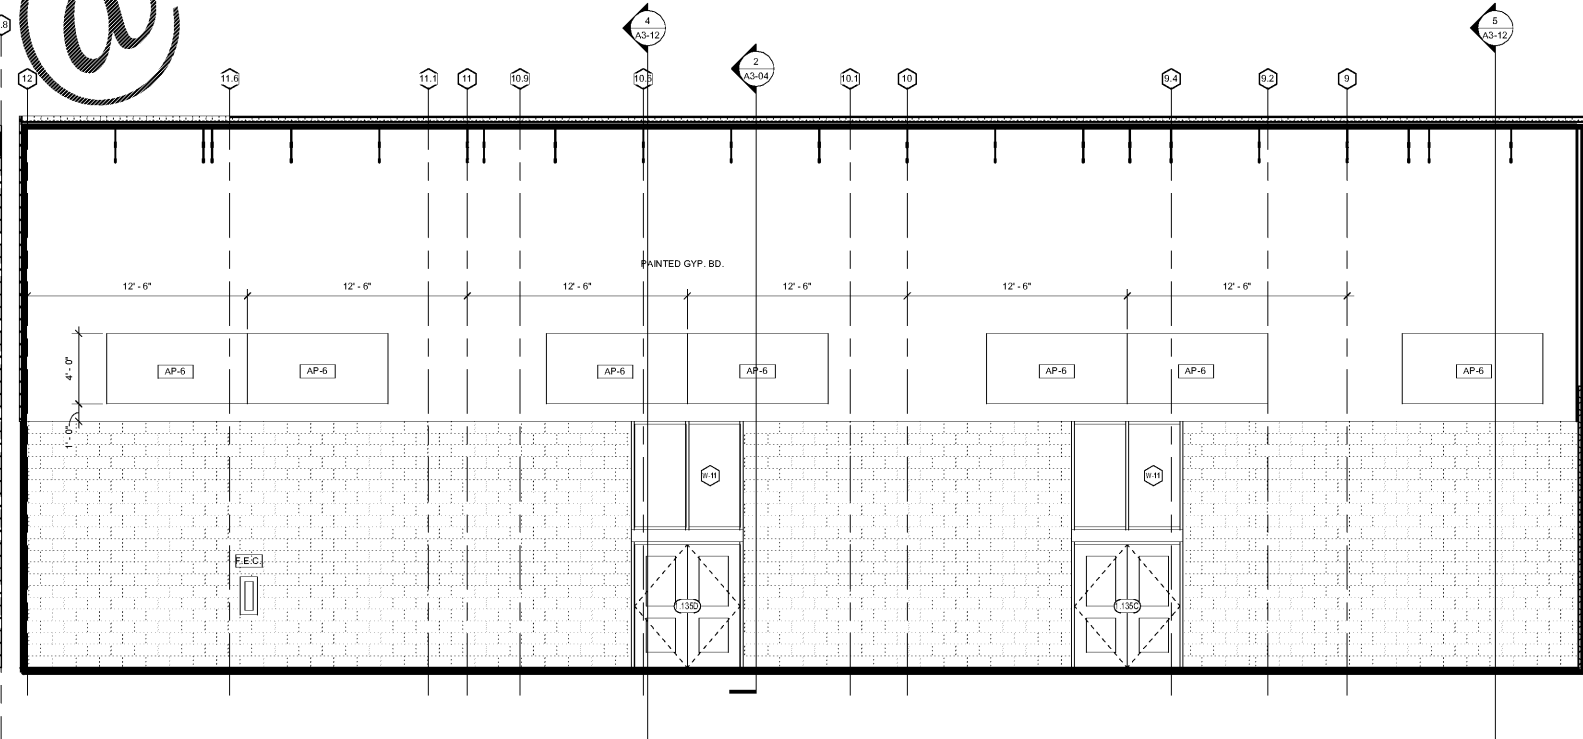 4
A3-12
5
A3-12
2
A3-04
.8
12
11.6
11.1
11
10.9
10.5
10.1
10
9.4
9.2
9
PAINTED GYP. BD.
12' - 6"
12' - 6"
12' - 6"
12' - 6"
12' - 6"
12' - 6"
4' - 0"
AP-6
AP-6
AP-6
AP-6
AP-6
AP-6
AP-6
1' - 0"
W-11
W-11
F.E.C.
1.135D
1.135C